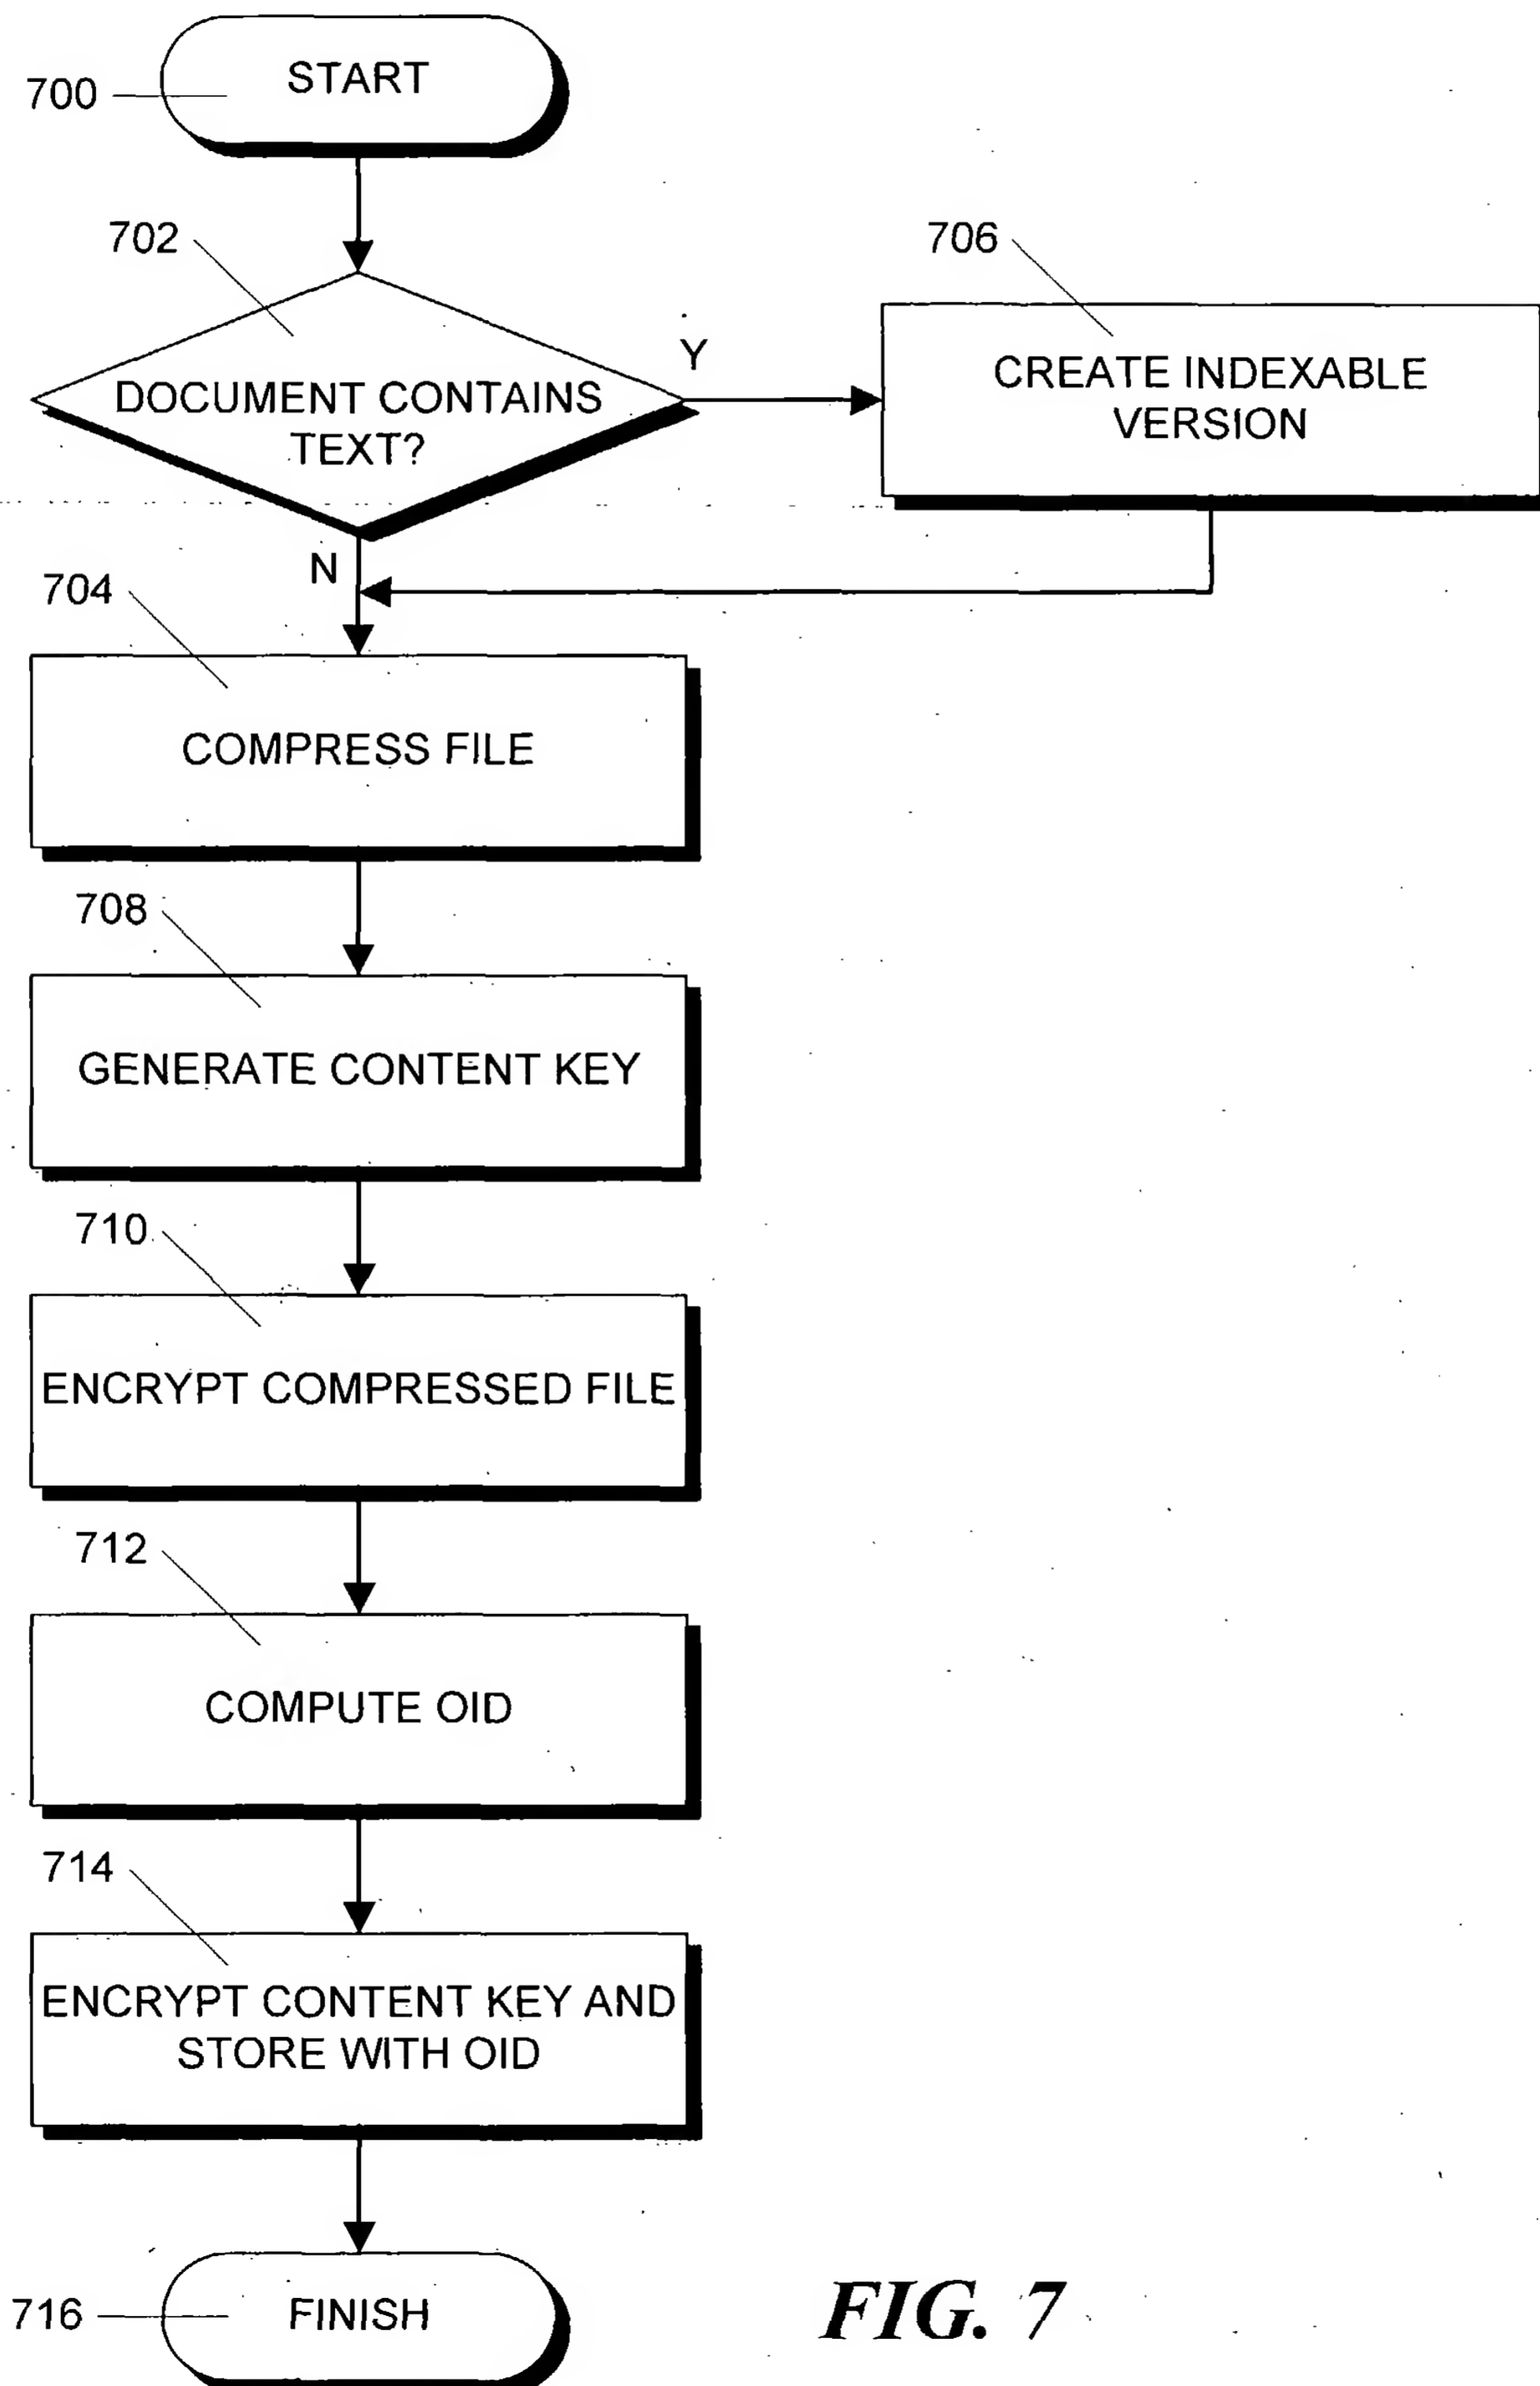 700
START
702
DOCUMENT CONTAINS
TEXT?
Y
706
CREATE INDEXABLE
VERSION
N
704
COMPRESS FILE
708
GENERATE CONTENT KEY
710
ENCRYPT COMPRESSED FILE
712
COMPUTE OID
714
ENCRYPT CONTENT KEY AND
STORE WITH OID
716
FINISH
FIG. 7